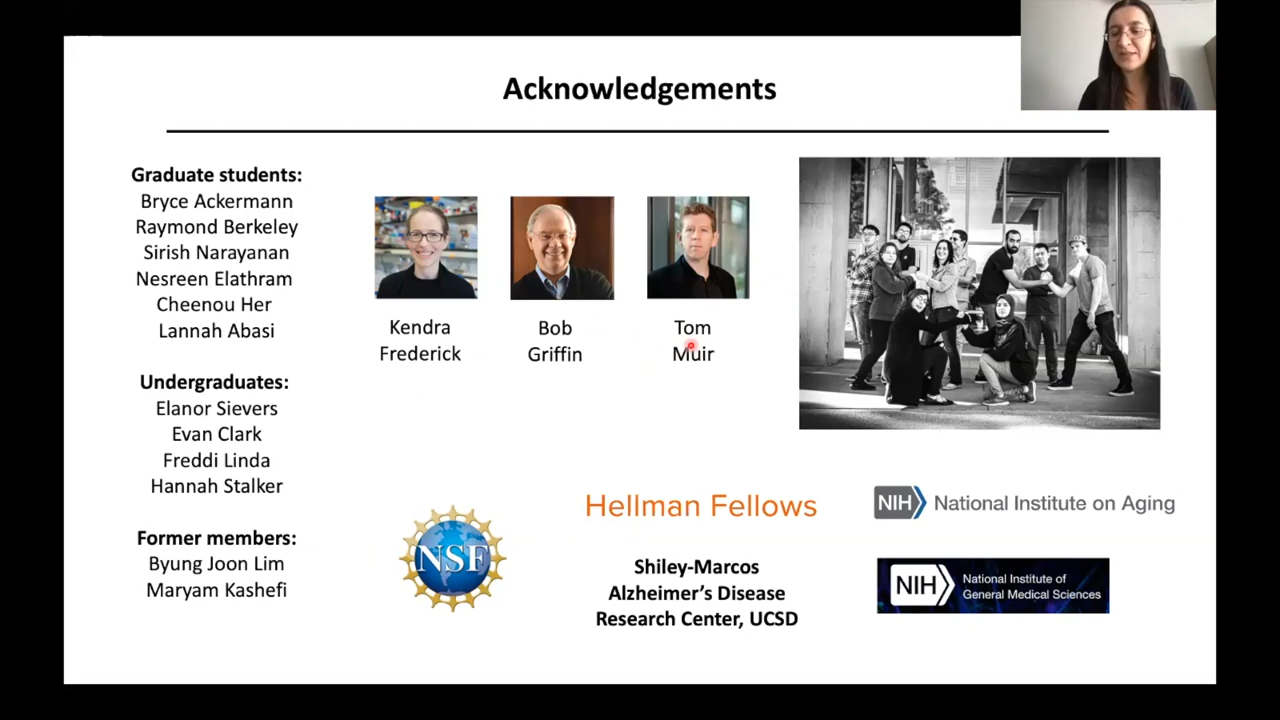 Acknowledgements
Graduate students:
Bryce Ackermann
Raymond Berkeley
Sirish Narayanan
Nesreen Elathram
Cheenou Her
Lannah Abasi
Undergraduates:
Elanor Sievers
Evan Clark
Freddi Linda
Hannah Stalker
Former members:
Byung Joon Lim
Maryam Kashefi
Kendra
Frederick
Bob
Griffin
Tom
Muir
NSF
Hellman Fellows
Shiley-Marcos
Alzheimer’s Disease
Research Center, UCSD
NIH National Institute on Aging
NIH
National Institute of
General Medical Sciences